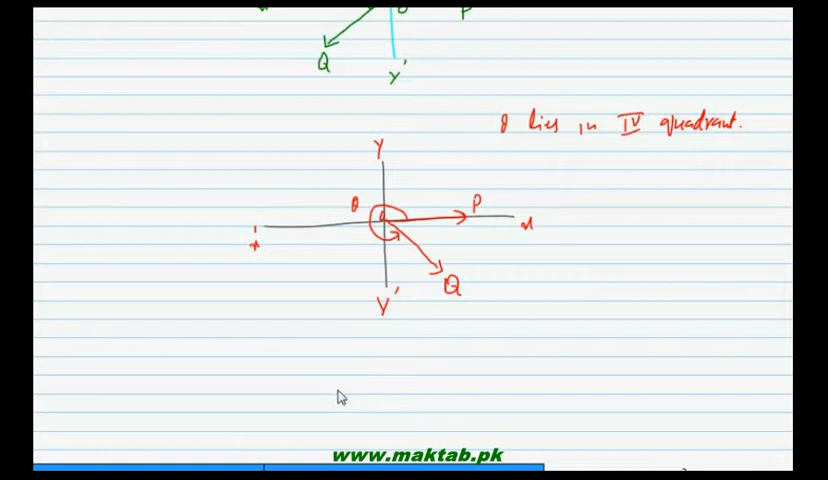 Q
Y'
θ lies in IV quadrant.
Y
θ
P
O
x
x'
Q
Y'
www.maktab.pk